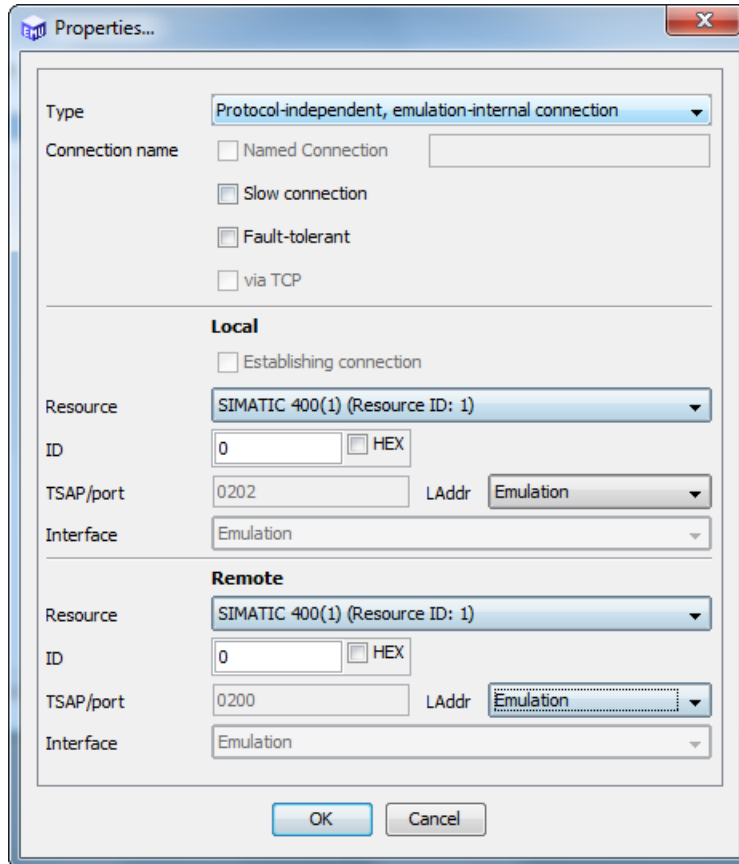 EMU Properties...
Type Protocol-independent, emulation-internal connection
Connection name Named Connection
Slow connection
Fault-tolerant
via TCP
Local
Establishing connection
Resource SIMATIC 400(1) (Resource ID: 1)
ID 0 HEX
TSAP/port 0202 LAddr Emulation
Interface Emulation
Remote
Resource SIMATIC 400(1) (Resource ID: 1)
ID 0 HEX
TSAP/port 0200 LAddr Emulation
Interface Emulation
OK Cancel